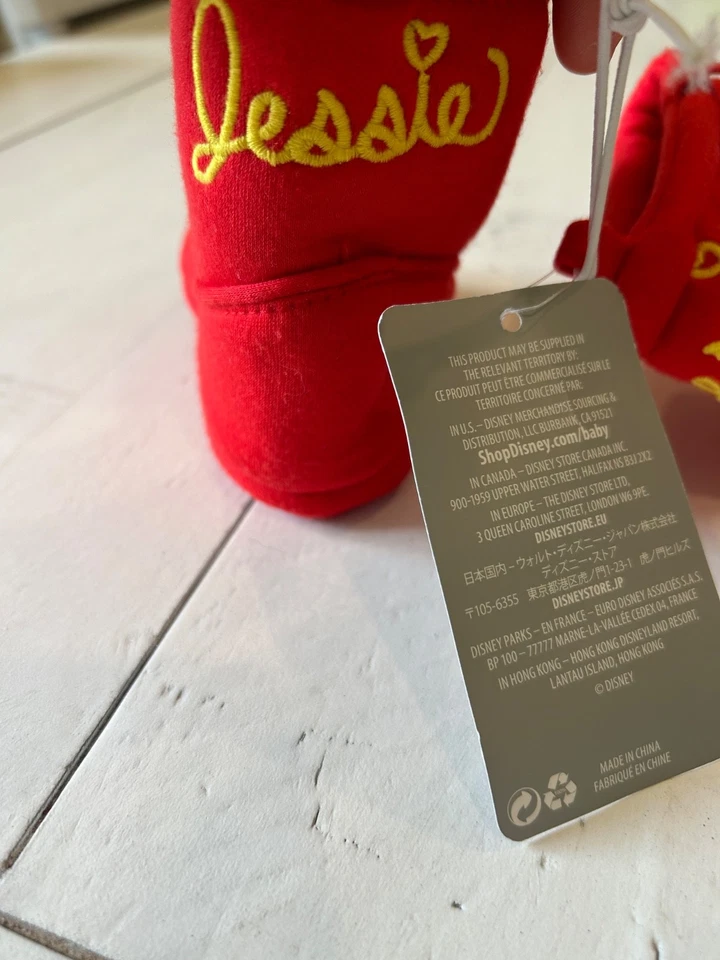 Jessie
THIS PRODUCT MAY BE SUPPLIED IN
THE RELEVANT TERRITORY BY:
CE PRODUIT PEUT ÊTRE COMMERCIALISÉ SUR LE
TERRITOIRE CONCERNÉ PAR:
IN U.S. – DISNEY MERCHANDISE SOURCING &
DISTRIBUTION, LLC BURBANK, CA 91521
ShopDisney.com/baby
IN CANADA – DISNEY STORE CANADA INC.
900-1959 UPPER WATER STREET, HALIFAX NS B3J 2X2
IN EUROPE – THE DISNEY STORE LTD,
3 QUEEN CAROLINE STREET, LONDON W6 9PE.
DISNEYSTORE.EU
日本国内 – ウォルト・ディズニー・ジャパン株式会社
ディズニー・ストア
〒105-6355 東京都港区虎ノ門1-23-1 虎ノ門ヒルズ
DISNEYSTORE.JP
DISNEY PARKS – EN FRANCE – EURO DISNEY ASSOCIÉS S.A.S.
BP 100 – 77777 MARNE-LA-VALLÉE CEDEX 04, FRANCE
IN HONG KONG – HONG KONG DISNEYLAND RESORT,
LANTAU ISLAND, HONG KONG
© DISNEY
MADE IN CHINA
FABRIQUÉ EN CHINE